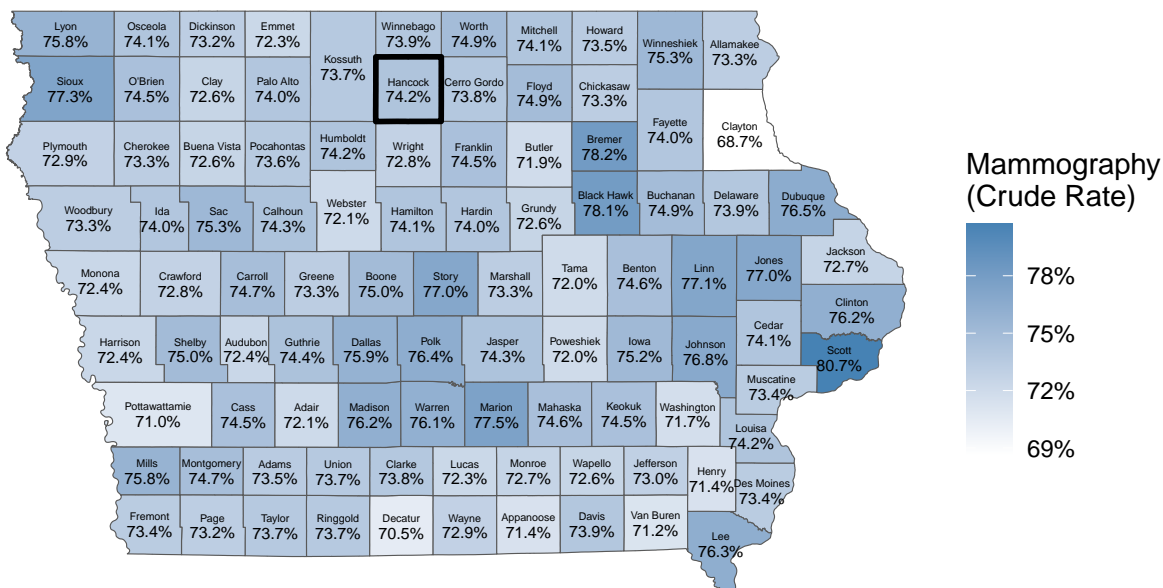 Lyon
75.8%
Osceola
74.1%
Dickinson
73.2%
Emmet
72.3%
Kossuth
73.7%
Winnebago
73.9%
Worth
74.9%
Mitchell
74.1%
Howard
73.5%
Winneshiek
75.3%
Allamakee
73.3%
Sioux
77.3%
O'Brien
74.5%
Clay
72.6%
Palo Alto
74.0%
Hancock
74.2%
Cerro Gordo
73.8%
Floyd
74.9%
Chickasaw
73.3%
Fayette
74.0%
Clayton
68.7%
Plymouth
72.9%
Cherokee
73.3%
Buena Vista
72.6%
Pocahontas
73.6%
Humboldt
74.2%
Wright
72.8%
Franklin
74.5%
Butler
71.9%
Bremer
78.2%
Woodbury
73.3%
Ida
74.0%
Sac
75.3%
Calhoun
74.3%
Webster
72.1%
Hamilton
74.1%
Hardin
74.0%
Grundy
72.6%
Black Hawk
78.1%
Buchanan
74.9%
Delaware
73.9%
Dubuque
76.5%
Monona
72.4%
Crawford
72.8%
Carroll
74.7%
Greene
73.3%
Boone
75.0%
Story
77.0%
Marshall
73.3%
Tama
72.0%
Benton
74.6%
Linn
77.1%
Jones
77.0%
Jackson
72.7%
Clinton
76.2%
Harrison
72.4%
Shelby
75.0%
Audubon
72.4%
Guthrie
74.4%
Dallas
75.9%
Polk
76.4%
Jasper
74.3%
Poweshiek
72.0%
Iowa
75.2%
Johnson
76.8%
Cedar
74.1%
Scott
80.7%
Muscatine
73.4%
Pottawattamie
71.0%
Cass
74.5%
Adair
72.1%
Madison
76.2%
Warren
76.1%
Marion
77.5%
Mahaska
74.6%
Keokuk
74.5%
Washington
71.7%
Louisa
74.2%
Mills
75.8%
Montgomery
74.7%
Adams
73.5%
Union
73.7%
Clarke
73.8%
Lucas
72.3%
Monroe
72.7%
Wapello
72.6%
Jefferson
73.0%
Henry
71.4%
Des Moines
73.4%
Fremont
73.4%
Page
73.2%
Taylor
73.7%
Ringgold
73.7%
Decatur
70.5%
Wayne
72.9%
Appanoose
71.4%
Davis
73.9%
Van Buren
71.2%
Lee
76.3%
Mammography
(Crude Rate)
78%
75%
72%
69%